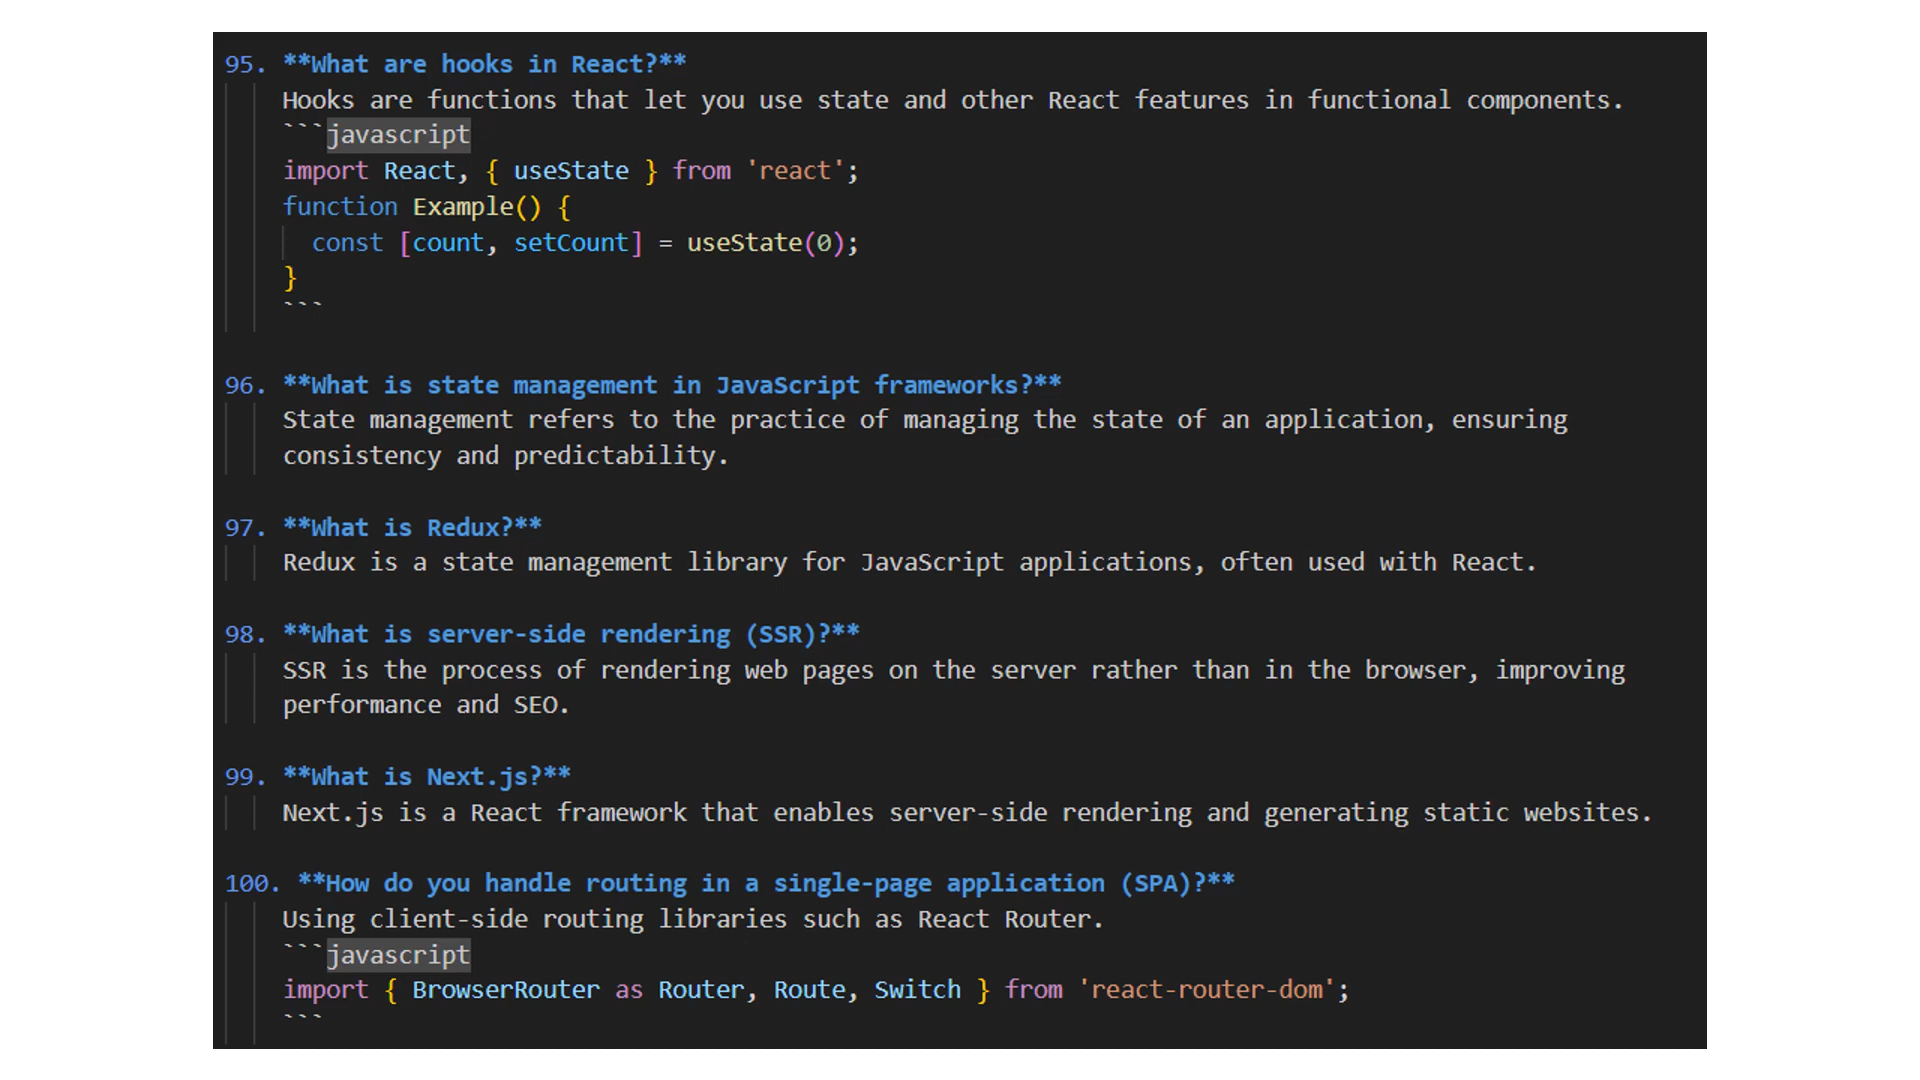 95. **What are hooks in React?**
Hooks are functions that let you use state and other React features in functional components.
```javascript
import React, { useState } from 'react';
function Example() {
const [count, setCount] = useState(0);
}
```
96. **What is state management in JavaScript frameworks?**
State management refers to the practice of managing the state of an application, ensuring
consistency and predictability.
97. **What is Redux?**
Redux is a state management library for JavaScript applications, often used with React.
98. **What is server-side rendering (SSR)?**
SSR is the process of rendering web pages on the server rather than in the browser, improving
performance and SEO.
99. **What is Next.js?**
Next.js is a React framework that enables server-side rendering and generating static websites.
100. **How do you handle routing in a single-page application (SPA)?**
Using client-side routing libraries such as React Router.
```javascript
import { BrowserRouter as Router, Route, Switch } from 'react-router-dom';
```